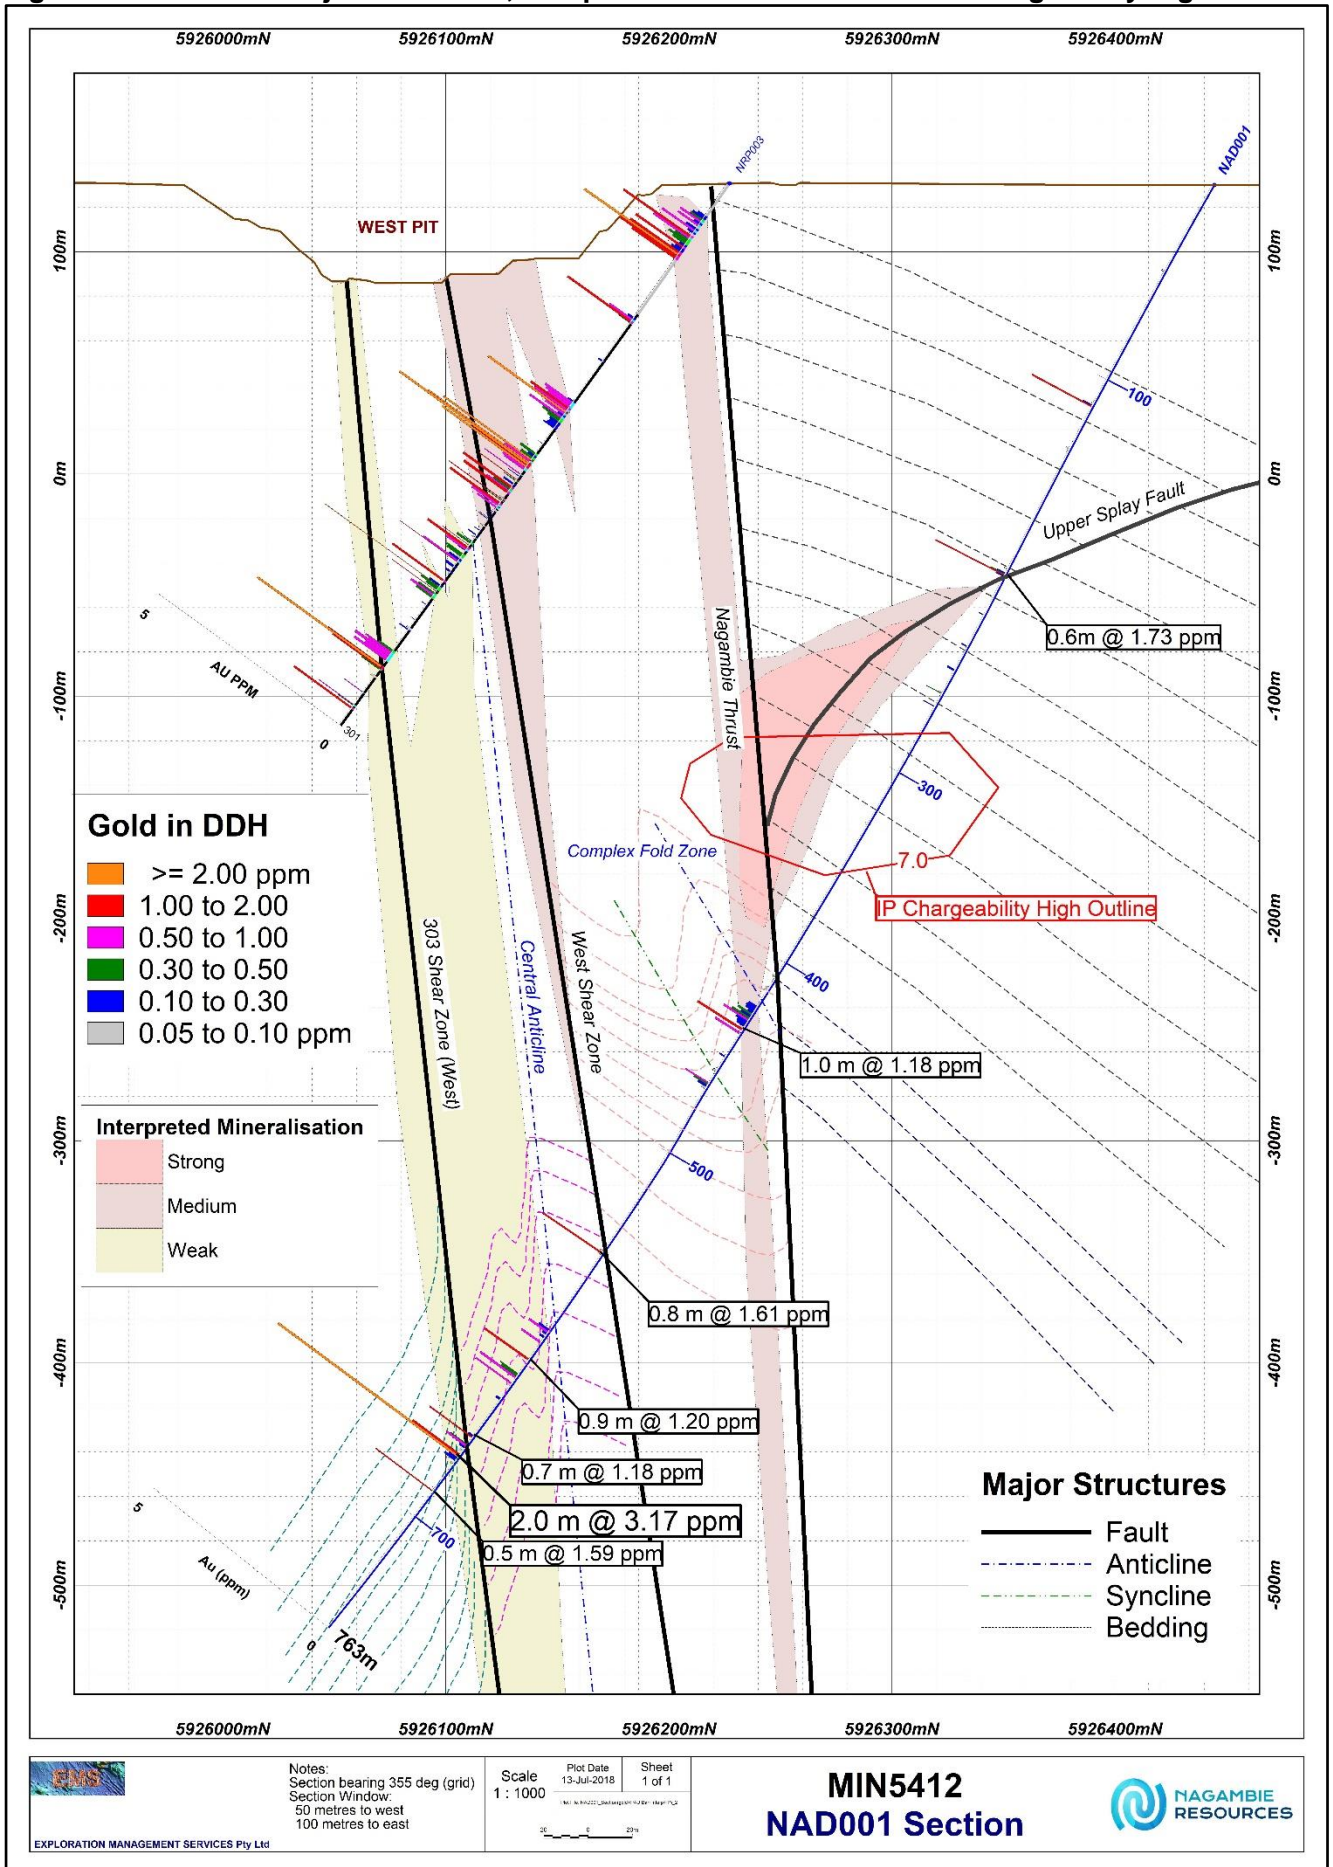 5926000mN 5926100mN 5926200mN 5926300mN 5926400mN
NRP003
NAD001
WEST PIT
100m
100m
100
0m
0m
Upper Splay Fault
0.6m @ 1.73 ppm
5
AU PPM
0
301
Nagambie Thrust
-100m
-100m
300
7.0
IP Chargeability High Outline
Complex Fold Zone
Gold in DDH
>= 2.00 ppm
1.00 to 2.00
0.50 to 1.00
0.30 to 0.50
0.10 to 0.30
0.05 to 0.10 ppm
-200m
-200m
303 Shear Zone (West)
Central Anticline
West Shear Zone
400
1.0 m @ 1.18 ppm
Interpreted Mineralisation
Strong
Medium
Weak
-300m
-300m
500
0.8 m @ 1.61 ppm
-400m
-400m
0.9 m @ 1.20 ppm
0.7 m @ 1.18 ppm
2.0 m @ 3.17 ppm
0.5 m @ 1.59 ppm
700
5
Au (ppm)
0
763m
-500m
-500m
Major Structures
Fault
Anticline
Syncline
Bedding
5926000mN 5926100mN 5926200mN 5926300mN 5926400mN
EMS
EXPLORATION MANAGEMENT SERVICES Pty Ltd
Notes:
Section bearing 355 deg (grid)
Section Window:
50 metres to west
100 metres to east
Scale
1 : 1000
Plot Date
13-Jul-2018
Sheet
1 of 1
20 0 20m
MIN5412
NAD001 Section
NAGAMBIE
RESOURCES